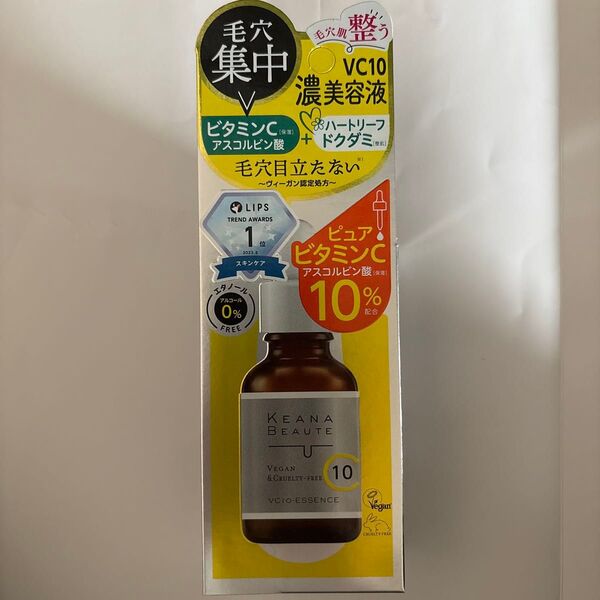 毛穴
集中
毛穴肌 整う
VC10
濃美容液
ビタミンC[保湿]
アスコルビン酸
+
ハートリーフ
ドクダミ[整肌]
毛穴目立たない※1
〜ヴィーガン認定処方〜
LIPS
TREND AWARDS
1位
スキンケア
ピュア
ビタミンC
アスコルビン酸[保湿]
10%
配合
エタノール
アルコール
0%
FREE
KEANA
BEAUTE
VEGAN
&CRUELTY-FREE
C10
VC10-ESSENCE
Vegan
CRUELTY FREE